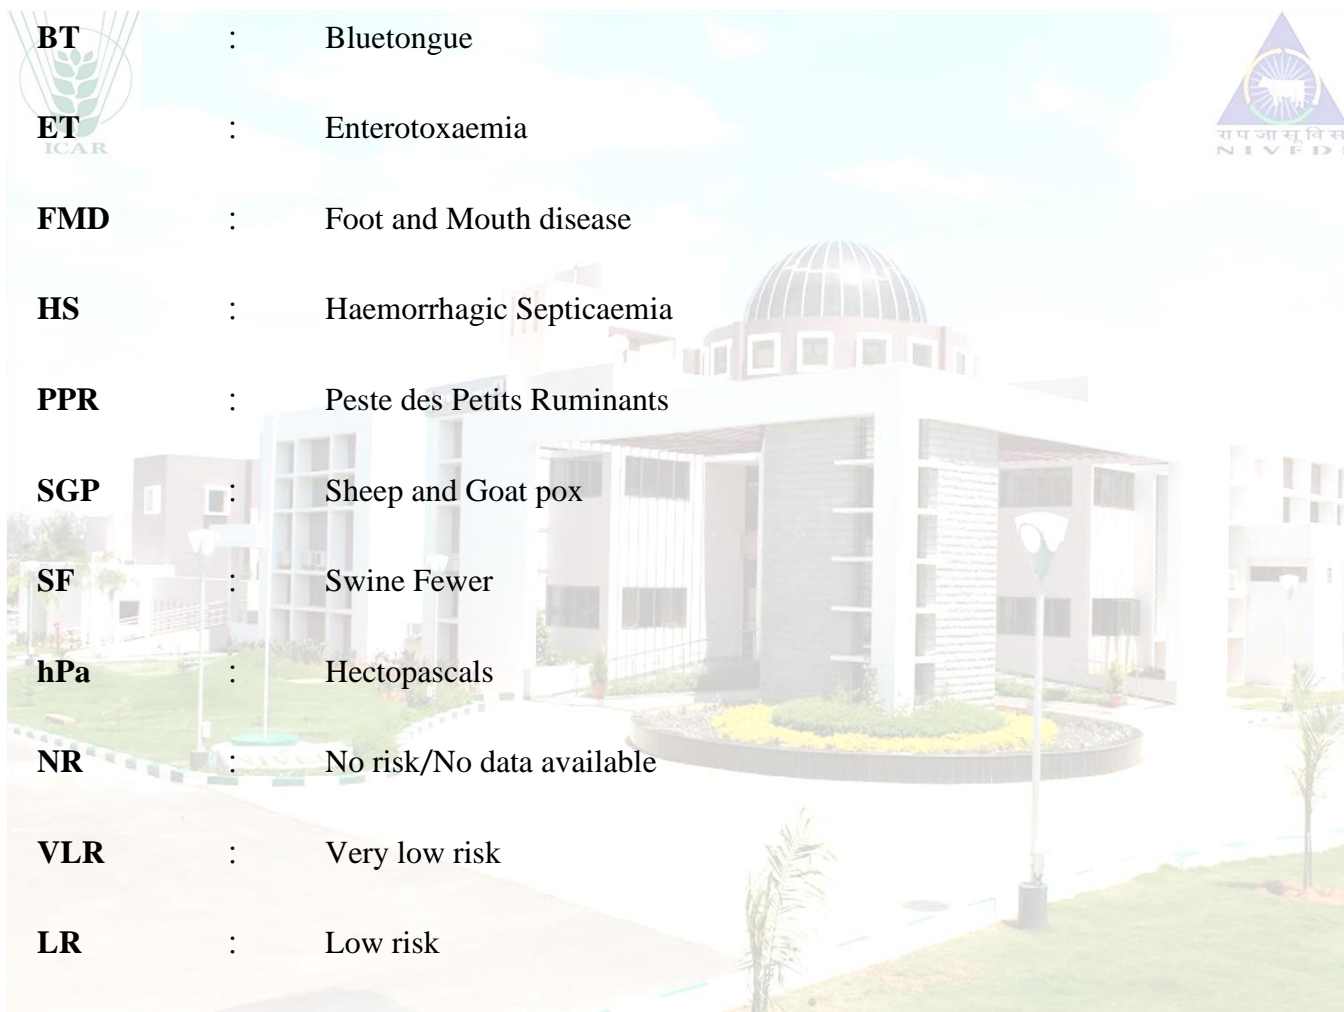 BT : Bluetongue
ET : Enterotoxaemia
ICAR
राप जा सू वि स
NIVEDI
FMD : Foot and Mouth disease
HS : Haemorrhagic Septicaemia
PPR : Peste des Petits Ruminants
SGP : Sheep and Goat pox
SF : Swine Fewer
hPa : Hectopascals
NR : No risk/No data available
VLR : Very low risk
LR : Low risk